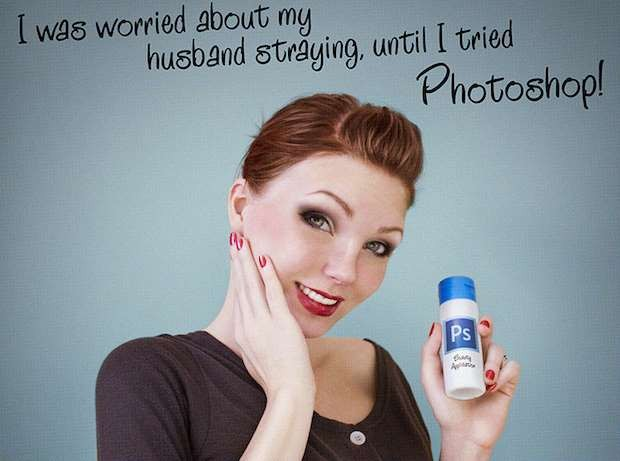 I was worried about my
husband straying, until I tried
Photoshop!
Ps
Beauty
Application